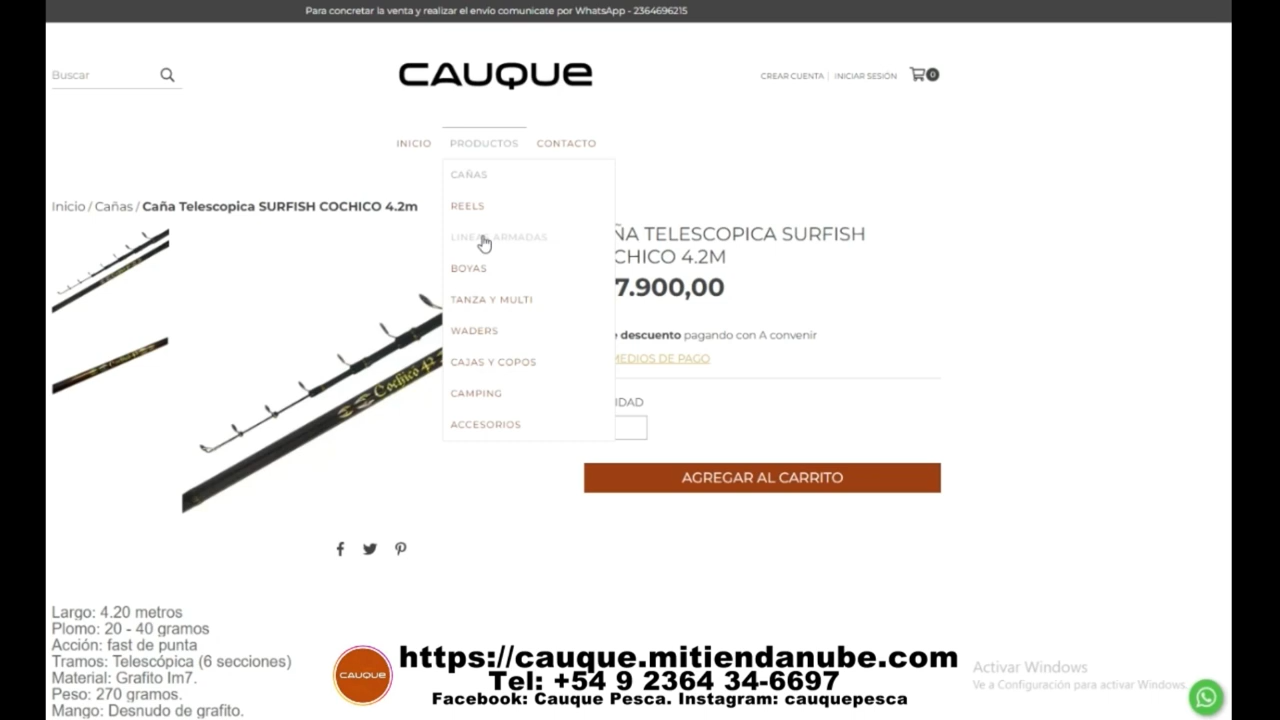 Para concretar la venta y realizar el envío comunicate por WhatsApp - 2364696215
Buscar
CAUQUE
CREAR CUENTA | INICIAR SESIÓN
0
INICIO PRODUCTOS CONTACTO
CAÑAS
REELS
LINEAS ARMADAS
BOYAS
TANZA Y MULTI
WADERS
CAJAS Y COPOS
CAMPING
ACCESORIOS
Inicio / Cañas / Caña Telescopica SURFISH COCHICO 4.2m
ÑA TELESCOPICA SURFISH
CHICO 4.2M
7.900,00
descuento pagando con A convenir
MEDIOS DE PAGO
IDAD
AGREGAR AL CARRITO
Cochico 42
Largo: 4.20 metros
Plomo: 20 - 40 gramos
Acción: fast de punta
Tramos: Telescópica (6 secciones)
Material: Grafito Im7.
Peso: 270 gramos.
Mango: Desnudo de grafito.
CAUQUE
https://cauque.mitiendanube.com
Tel: +54 9 2364 34-6697
Facebook: Cauque Pesca. Instagram: cauquepesca
Activar Windows
Ve a Configuración para activar Windows.